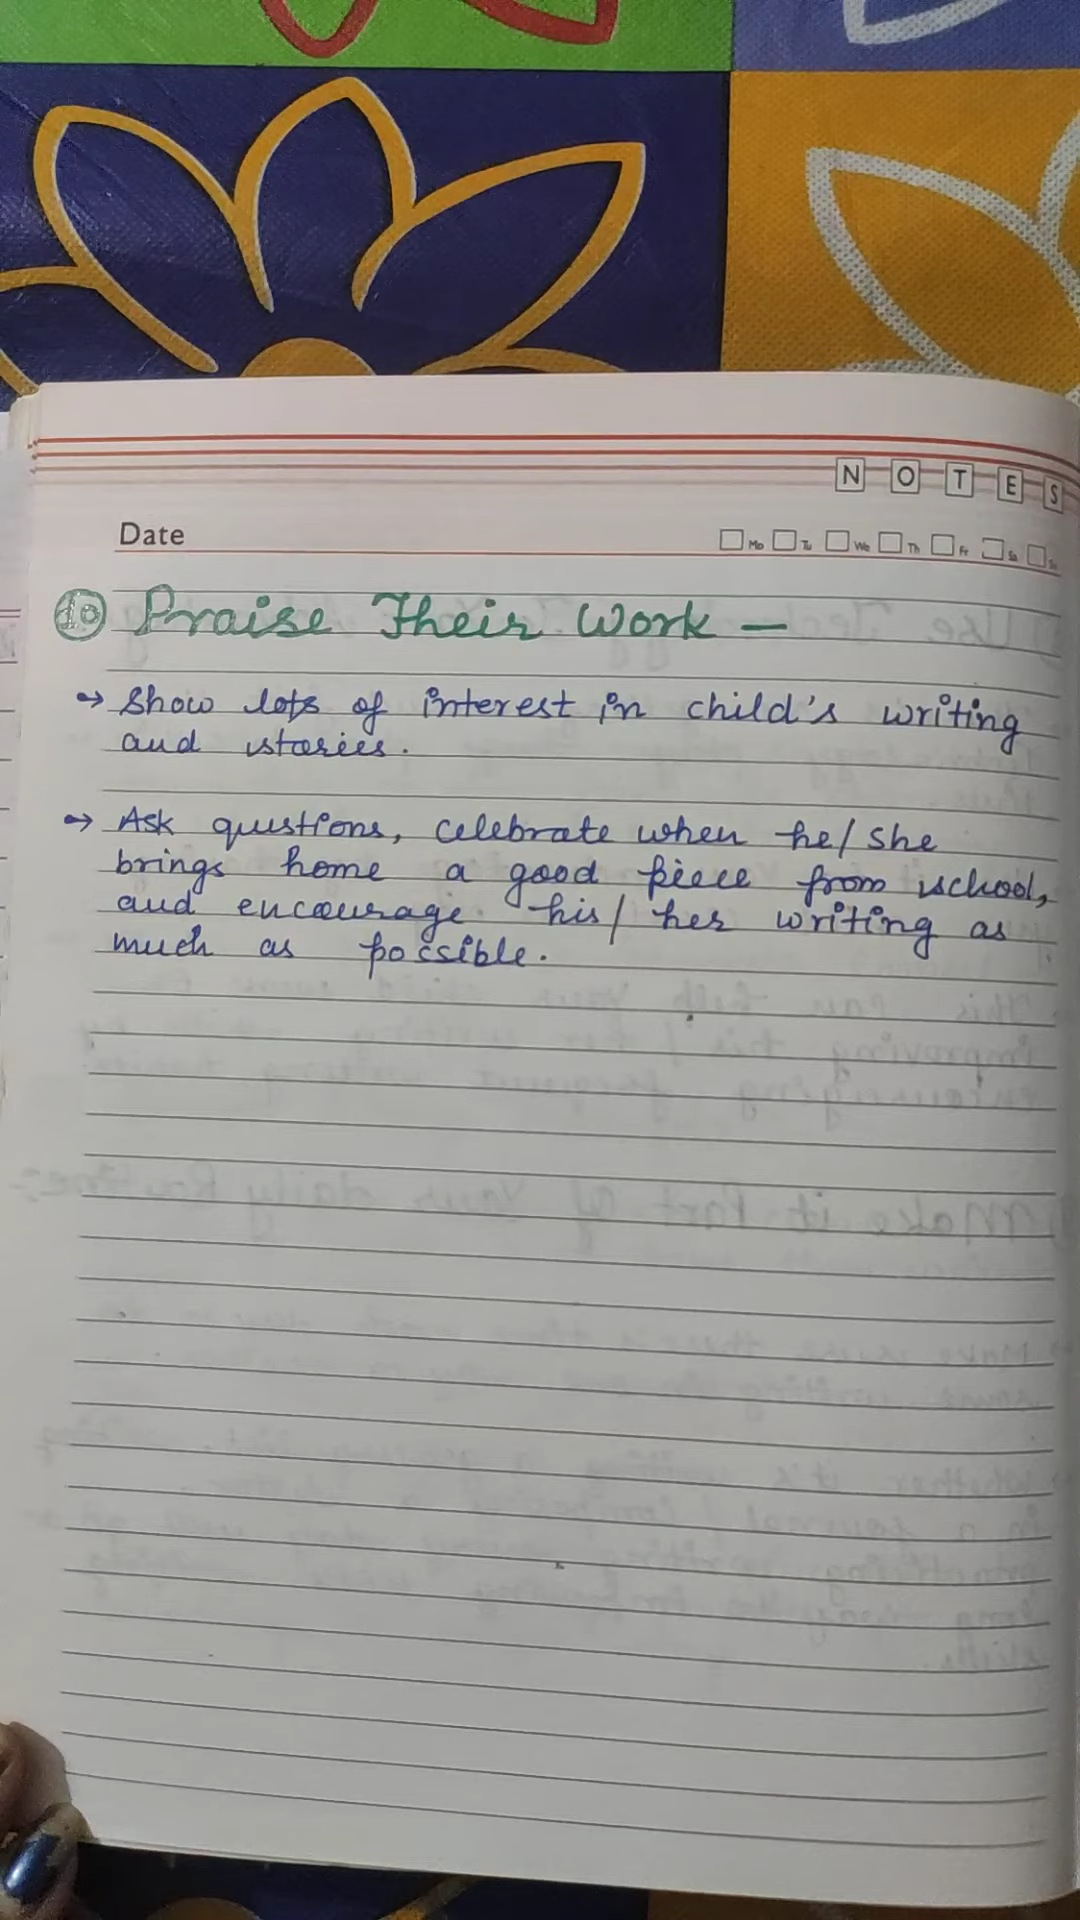 N O T E S
Date
Mo Tu We Th Fr Sa Su
10 Praise Their Work —
→ Show lots of interest in child's writing
and stories.
→ Ask questions, celebrate when he/she
brings home a good piece from school,
and encourage his/her writing as
much as possible.